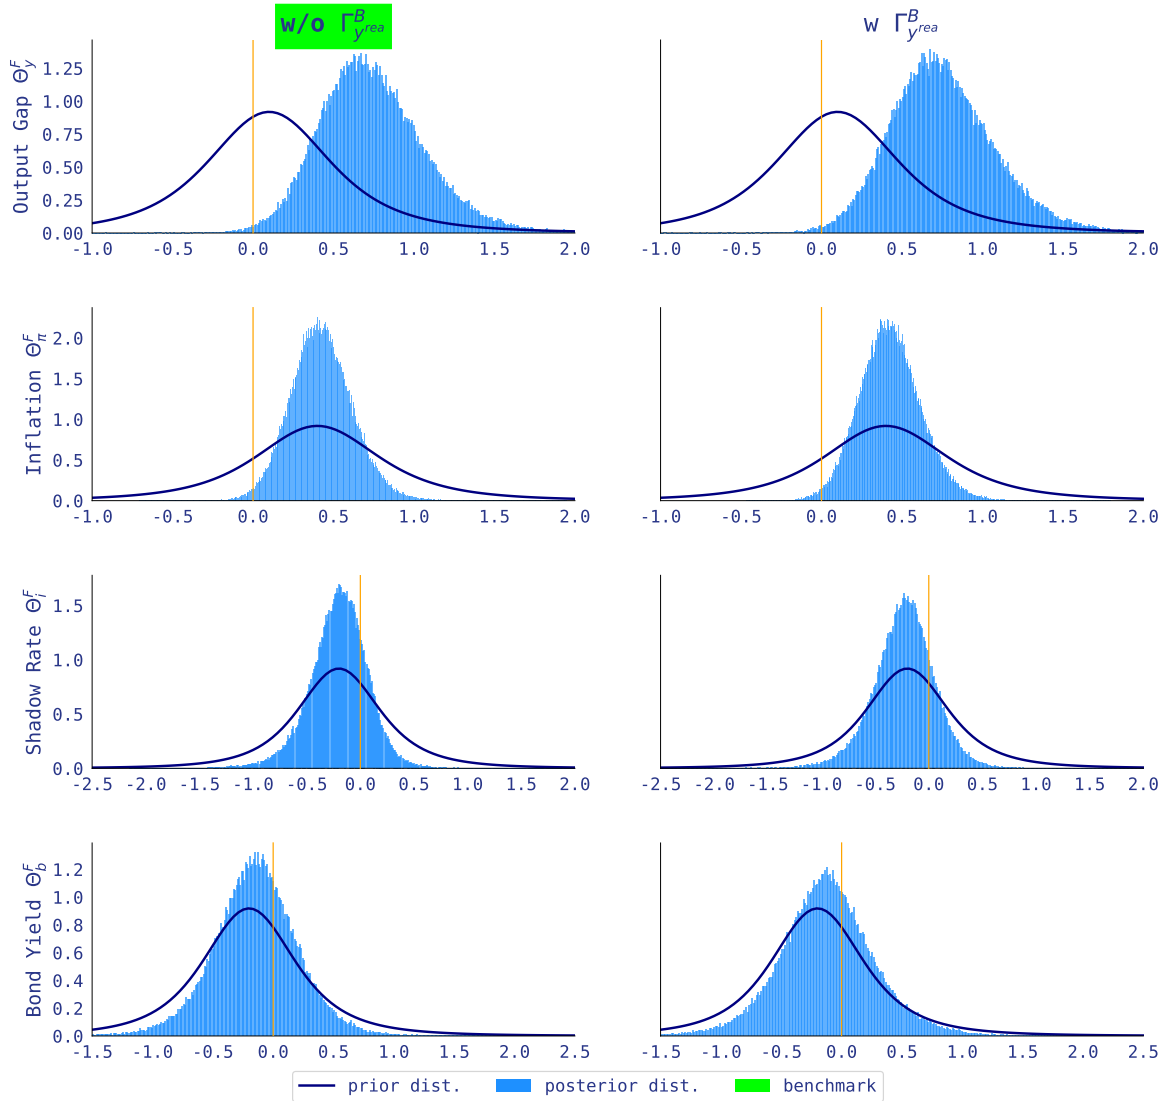 w/o Γ^B_{y^{rea}}
w Γ^B_{y^{rea}}
Output Gap Θ^F_y
1.25
1.00
0.75
0.50
0.25
0.00
-1.0 -0.5 0.0 0.5 1.0 1.5 2.0
-1.0 -0.5 0.0 0.5 1.0 1.5 2.0
Inflation Θ^F_π
2.0
1.5
1.0
0.5
0.0
-1.0 -0.5 0.0 0.5 1.0 1.5 2.0
-1.0 -0.5 0.0 0.5 1.0 1.5 2.0
Shadow Rate Θ^F_i
1.5
1.0
0.5
0.0
-2.5 -2.0 -1.5 -1.0 -0.5 0.0 0.5 1.0 1.5 2.0
-2.5 -2.0 -1.5 -1.0 -0.5 0.0 0.5 1.0 1.5 2.0
Bond Yield Θ^F_b
1.2
1.0
0.8
0.6
0.4
0.2
0.0
-1.5 -1.0 -0.5 0.0 0.5 1.0 1.5 2.0 2.5
-1.5 -1.0 -0.5 0.0 0.5 1.0 1.5 2.0 2.5
prior dist. posterior dist. benchmark